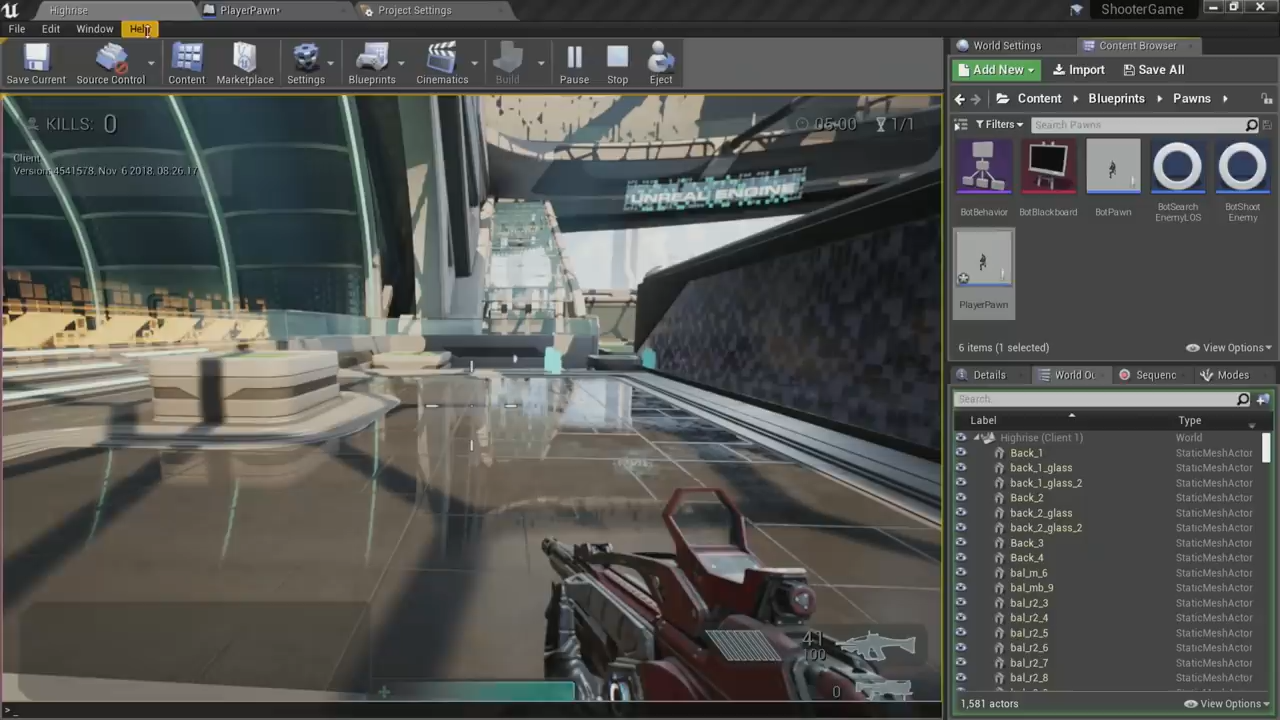 Highrise
PlayerPawn*
Project Settings
ShooterGame
File Edit Window Help
Save Current
Source Control
Content
Marketplace
Settings
Blueprints
Cinematics
Build
Pause
Stop
Eject
KILLS: 0
05:00
1/1
Client
Version: 4541578. Nov 6 2018. 08.26.17
UNREAL ENGINE
41
100
0
>_
World Settings
Content Browser
Add New
Import
Save All
Content
Blueprints
Pawns
Filters
Search Pawns
BotBehavior
BotBlackboard
BotPawn
BotSearch
EnemyLOS
BotShoot
Enemy
PlayerPawn
6 items (1 selected)
View Options
Details
World Ou
Sequenc
Modes
Search
Label Type
Highrise (Client 1) World
Back_1 StaticMeshActor
back_1_glass StaticMeshActor
back_1_glass_2 StaticMeshActor
Back_2 StaticMeshActor
back_2_glass StaticMeshActor
back_2_glass_2 StaticMeshActor
Back_3 StaticMeshActor
Back_4 StaticMeshActor
bal_m_6 StaticMeshActor
bal_mb_9 StaticMeshActor
bal_r2_3 StaticMeshActor
bal_r2_4 StaticMeshActor
bal_r2_5 StaticMeshActor
bal_r2_6 StaticMeshActor
bal_r2_7 StaticMeshActor
bal_r2_8 StaticMeshActor
1,581 actors
View Options